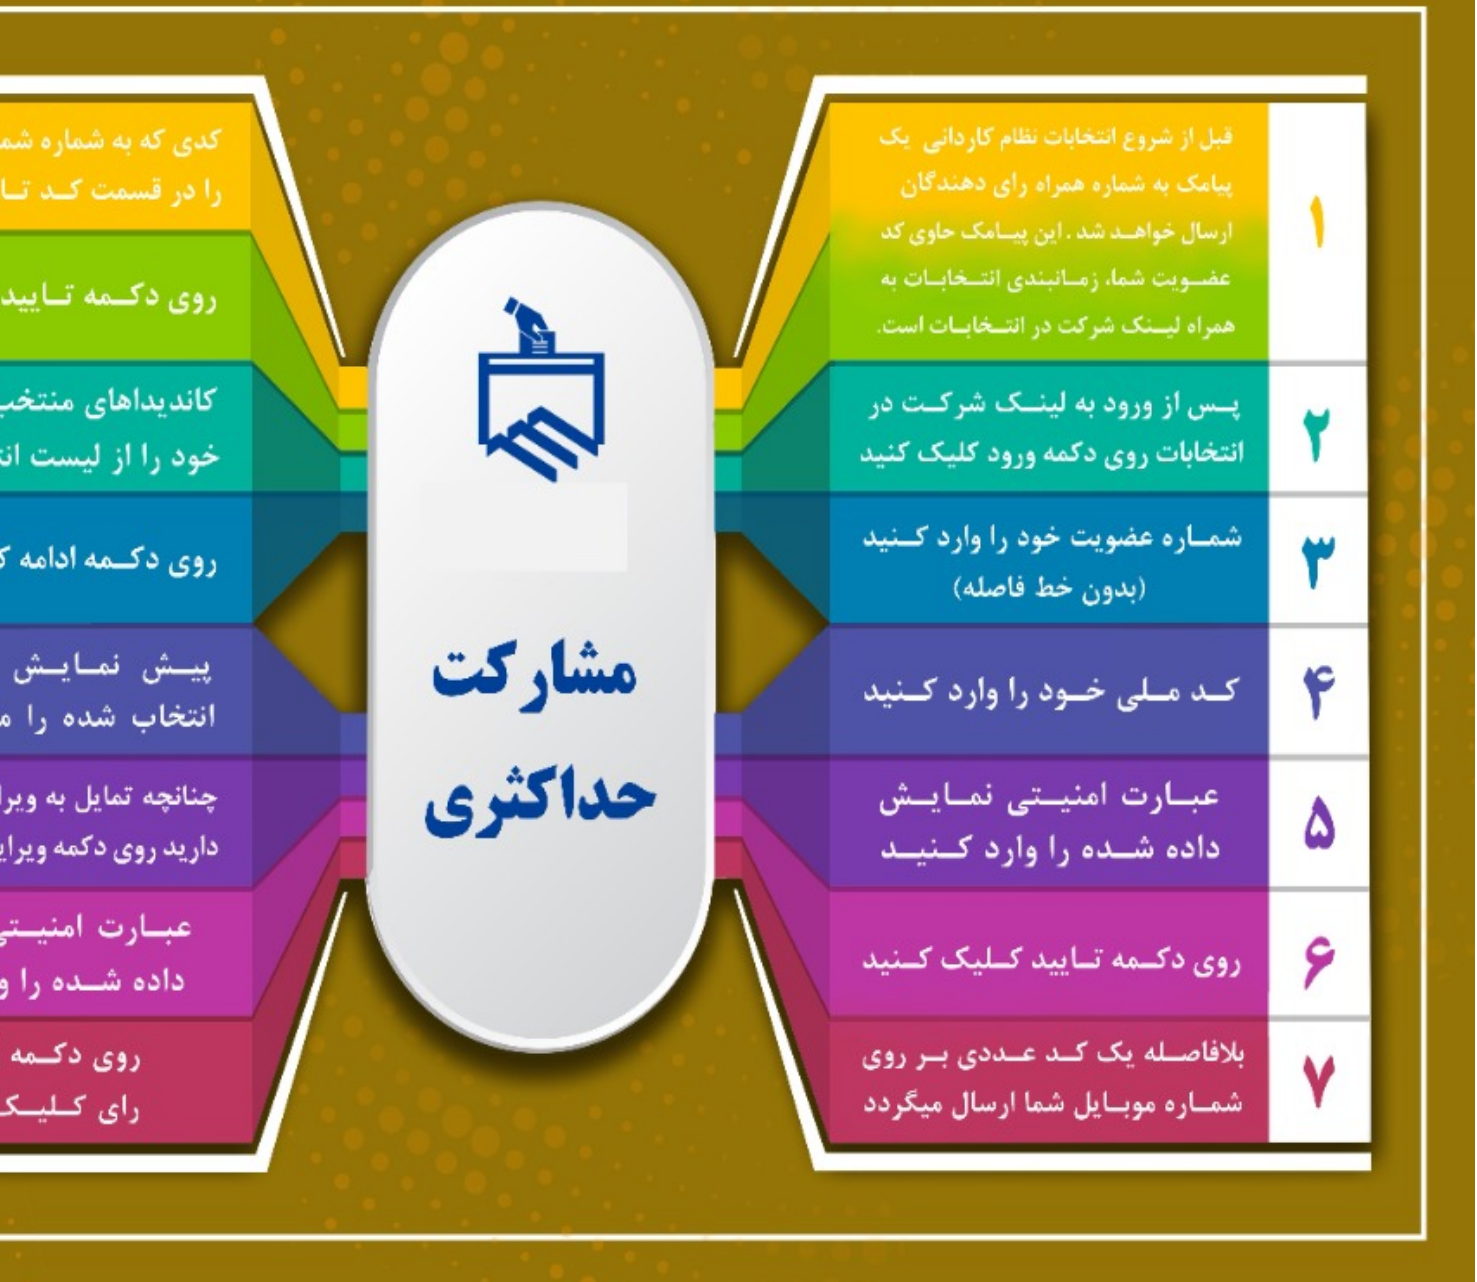 ۱
قبل از شروع انتخابات نظام کاردانی یک
پیامک به شماره همراه رأی دهندگان
ارسال خواهد شد. این پیامک حاوی کد
عضویت شما، زمانبندی انتخابات به
همراه لینک شرکت در انتخابات است.
۲
پس از ورود به لینک شرکت در
انتخابات روی دکمه ورود کلیک کنید
۳
شماره عضویت خود را وارد کنید
(بدون خط فاصله)
۴
کد ملی خود را وارد کنید
۵
عبارت امنیتی نمایش
داده شده را وارد کنید
۶
روی دکمه تایید کلیک کنید
۷
بلافاصله یک کد عددی بر روی
شماره موبایل شما ارسال میگردد
مشارکت
حداکثری
کدی که به شماره
را در قسمت کد
روی دکمه تایید
کاندیداهای
خود را از لیست
روی دکمه ادامه
پیش نمایش
انتخاب شده را
چنانچه تمایل به
دارید روی دکمه
عبارت امنیتی
داده شده را
روی دکمه
رای